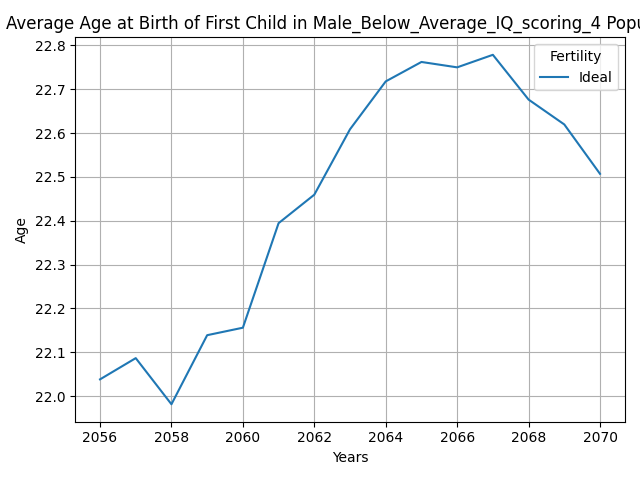 Average Age at Birth of First Child in Male_Below_Average_IQ_scoring_4 Popu
22.8
22.7
22.6
22.5
22.4
22.3
22.2
22.1
22.0
Age
Fertility
Ideal
2056 2058 2060 2062 2064 2066 2068 2070
Years